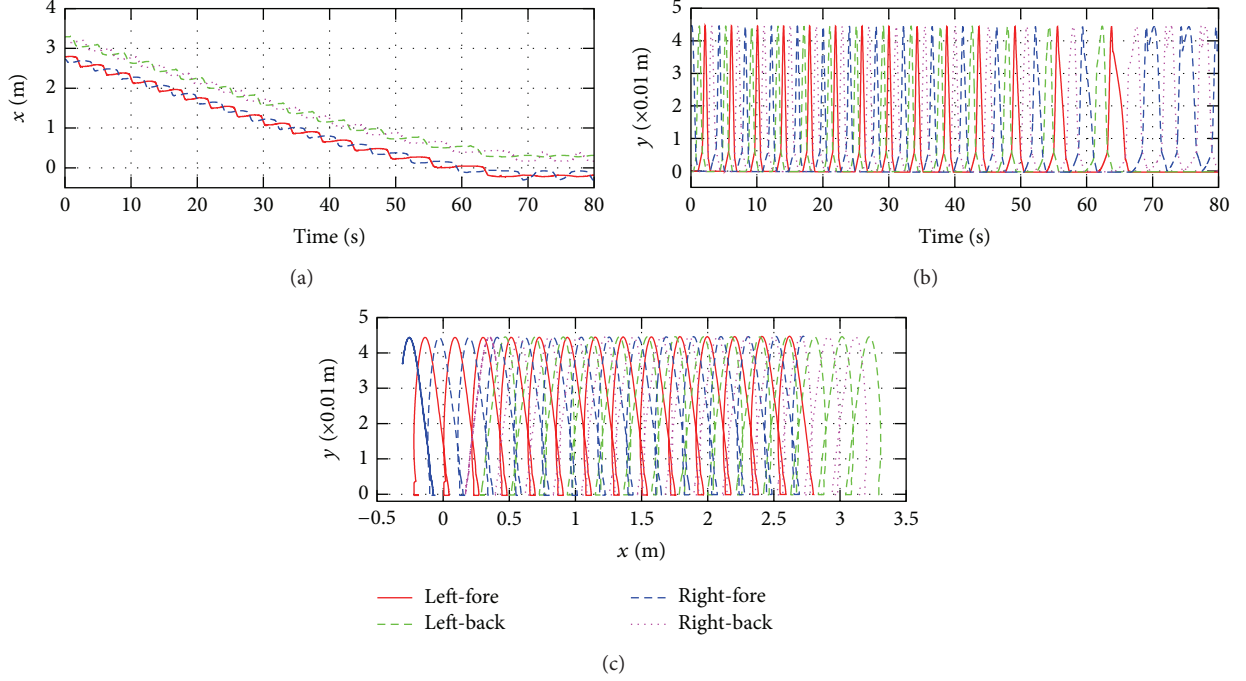 4
3
2
1
0
0 10 20 30 40 50 60 70 80
x (m)
Time (s)
(a)
5
4
3
2
1
0
0 10 20 30 40 50 60 70 80
y (×0.01 m)
Time (s)
(b)
5
4
3
2
1
0
−0.5 0 0.5 1 1.5 2 2.5 3 3.5
y (×0.01 m)
x (m)
Left-fore
Left-back
Right-fore
Right-back
(c)